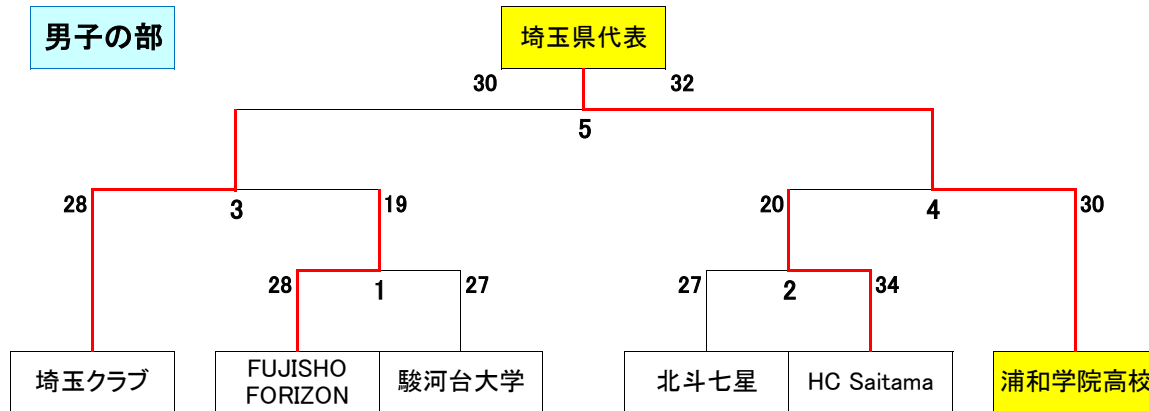 男子の部
埼玉県代表
30
32
5
28
19
20
30
3
4
28
27
27
34
1
2
埼玉クラブ
FUJISHO
FORIZON
駿河台大学
北斗七星
HC Saitama
浦和学院高校